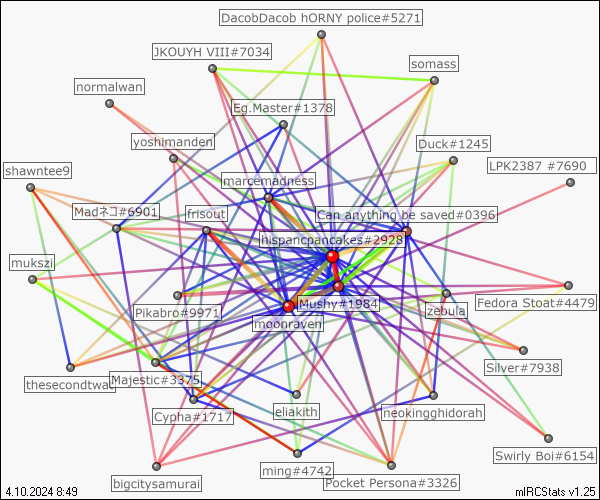 DacobDacob hORNY police#5271
JKOUYH VIII#7034
somass
normalwan
Eg.Master#1378
yoshimanden
Duck#1245
LPK2387 #7690
shawntee9
marcemadness
Madネコ#6901
frisout
Can anything be saved#0396
hispancpancakes#2928
mukszi
Pikabro#9971
Mushy#1984
zebula
Fedora Stoat#4479
moonraven
thesecondtwat
Majestic#3375
Silver#7938
Cypha#1717
eliakith
neokingghidorah
Swirly Boi#6154
bigcitysamurai
ming#4742
Pocket Persona#3326
4.10.2024 8:49
mIRCStats v1.25